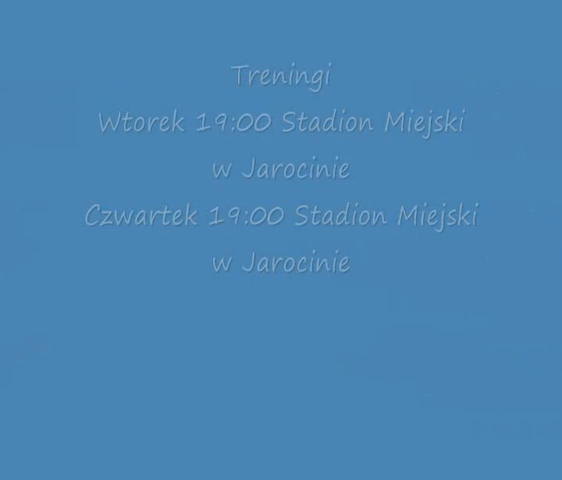 Treningi
Wtorek 19:00 Stadion Miejski
w Jarocinie
Czwartek 19:00 Stadion Miejski
w Jarocinie